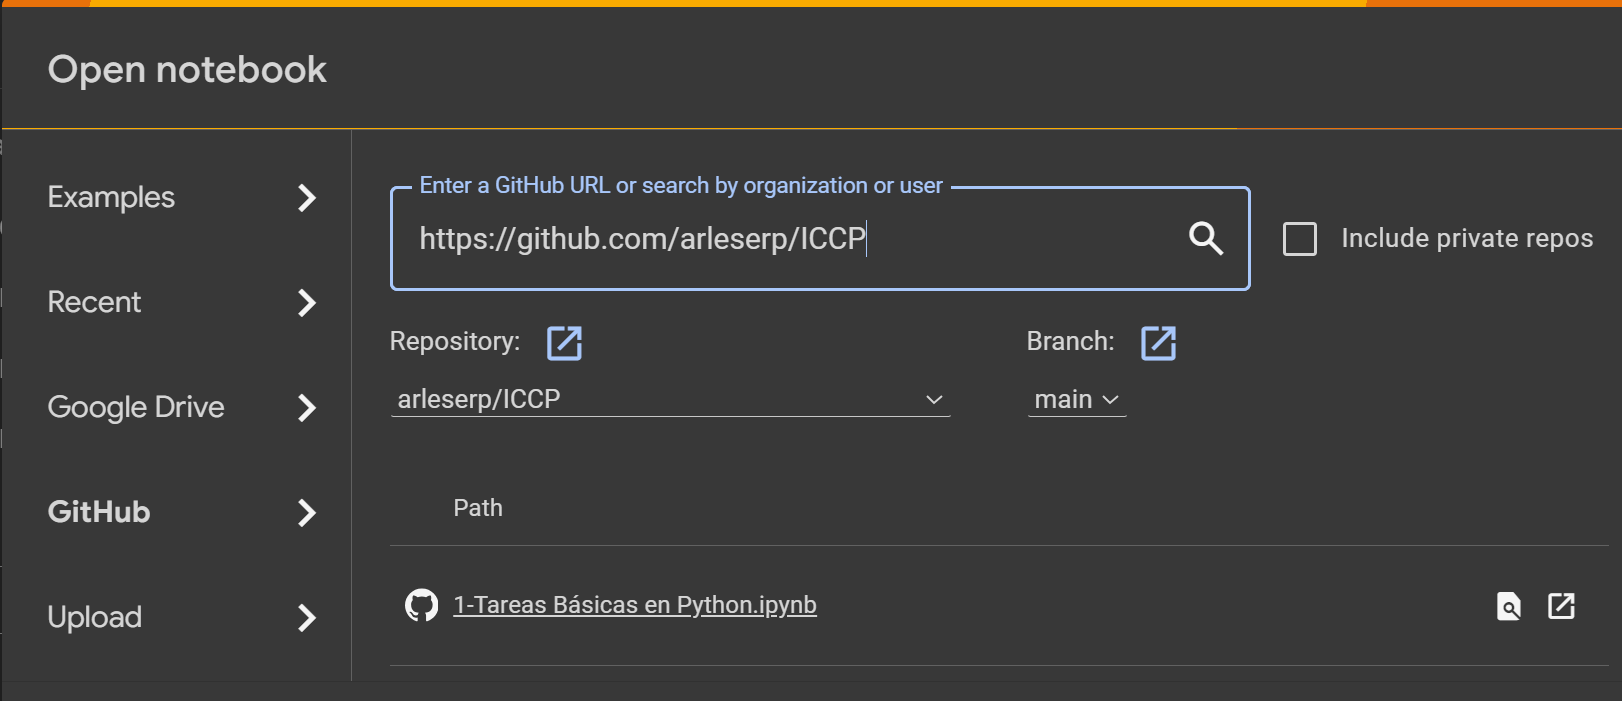 Open notebook
Examples
Recent
Google Drive
GitHub
Upload
Enter a GitHub URL or search by organization or user
https://github.com/arleserp/ICCP
Include private repos
Repository:
Branch:
arleserp/ICCP
main
Path
1-Tareas Básicas en Python.ipynb